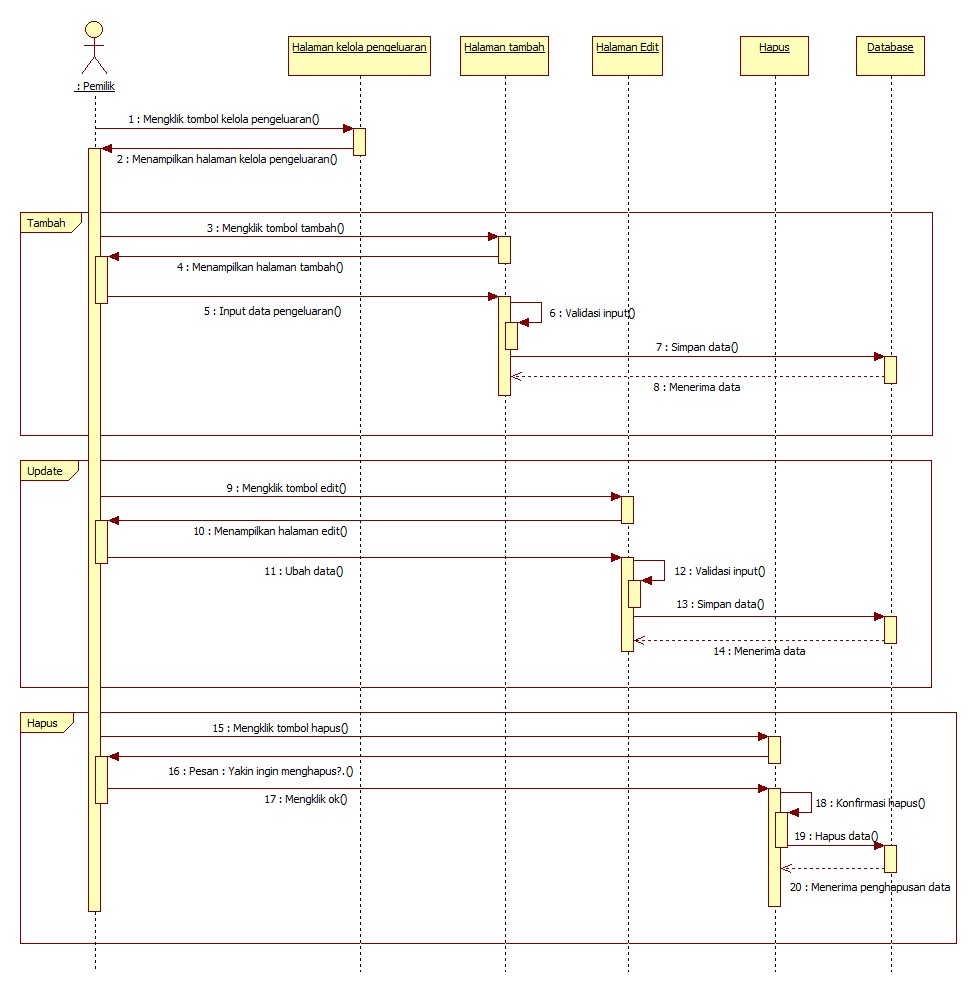 : Pemilik
Halaman kelola pengeluaran
Halaman tambah
Halaman Edit
Hapus
Database
1 : Mengklik tombol kelola pengeluaran()
2 : Menampilkan halaman kelola pengeluaran()
Tambah
3 : Mengklik tombol tambah()
4 : Menampilkan halaman tambah()
5 : Input data pengeluaran()
6 : Validasi input()
7 : Simpan data()
8 : Menerima data
Update
9 : Mengklik tombol edit()
10 : Menampilkan halaman edit()
11 : Ubah data()
12 : Validasi input()
13 : Simpan data()
14 : Menerima data
Hapus
15 : Mengklik tombol hapus()
16 : Pesan : Yakin ingin menghapus?.()
17 : Mengklik ok()
18 : Konfirmasi hapus()
19 : Hapus data()
20 : Menerima penghapusan data